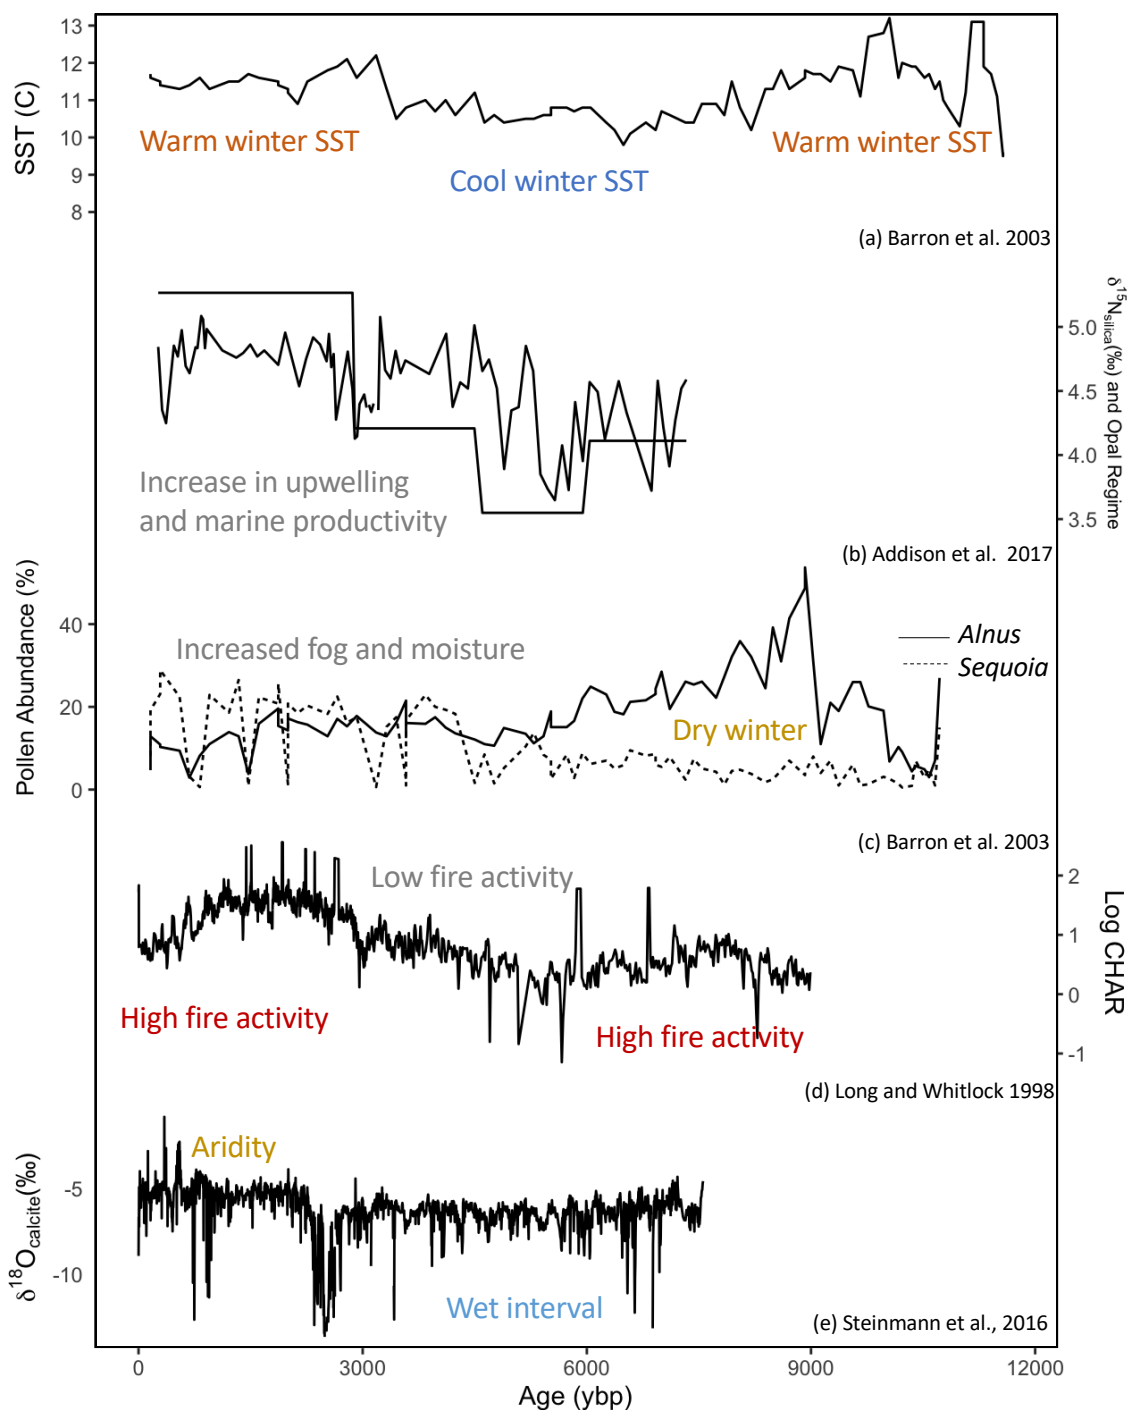 13
12
11
10
9
8
SST (C)
Warm winter SST
Cool winter SST
Warm winter SST
(a) Barron et al. 2003
5.0
4.5
4.0
3.5
δ¹⁵N_silica(‰) and Opal Regime
Increase in upwelling
and marine productivity
(b) Addison et al. 2017
40
20
0
Pollen Abundance (%)
Increased fog and moisture
Dry winter
Alnus
Sequoia
(c) Barron et al. 2003
2
1
0
-1
Log CHAR
Low fire activity
High fire activity
High fire activity
(d) Long and Whitlock 1998
-5
-10
δ¹⁸O_calcite(‰)
Aridity
Wet interval
(e) Steinmann et al., 2016
0
3000
6000
9000
12000
Age (ybp)